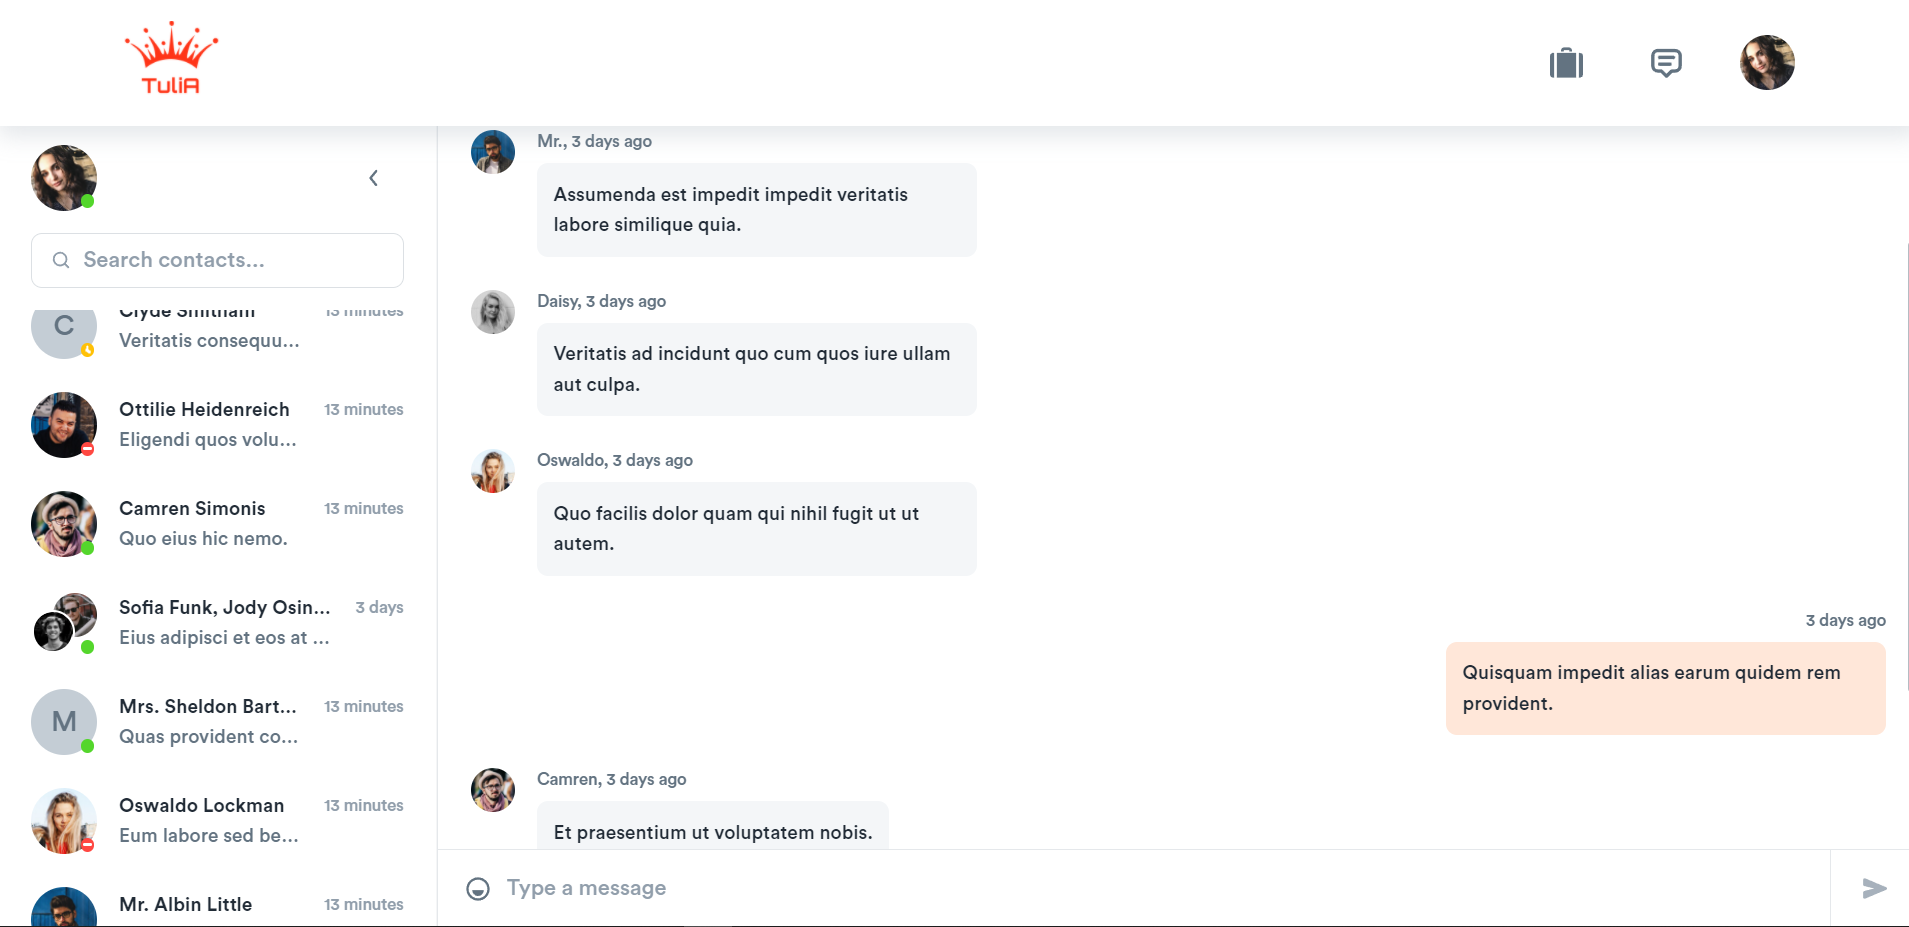 TuliA
Search contacts...
Clyde Smitham
13 minutes
Veritatis consequu...
Ottilie Heidenreich
13 minutes
Eligendi quos volu...
Camren Simonis
13 minutes
Quo eius hic nemo.
Sofia Funk, Jody Osin...
3 days
Eius adipisci et eos at ...
M
Mrs. Sheldon Bart...
13 minutes
Quas provident co...
Oswaldo Lockman
13 minutes
Eum labore sed be...
Mr. Albin Little
13 minutes
C
Mr., 3 days ago
Assumenda est impedit impedit veritatis
labore similique quia.
Daisy, 3 days ago
Veritatis ad incidunt quo cum quos iure ullam
aut culpa.
Oswaldo, 3 days ago
Quo facilis dolor quam qui nihil fugit ut ut
autem.
3 days ago
Quisquam impedit alias earum quidem rem
provident.
Camren, 3 days ago
Et praesentium ut voluptatem nobis.
Type a message